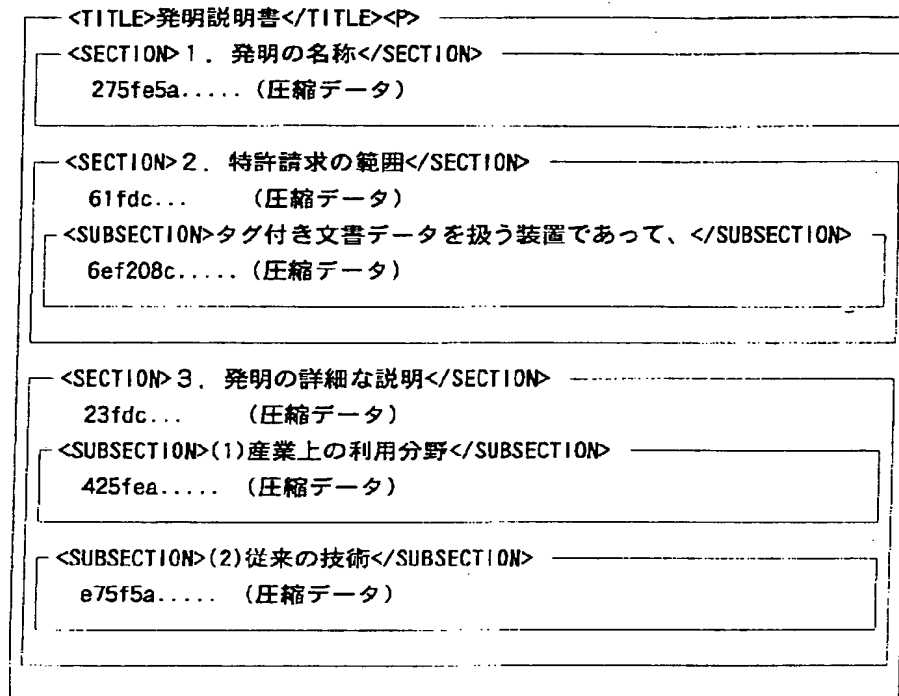 <TITLE>発明説明書</TITLE><P>
<SECTION>1．発明の名称</SECTION>
275fe5a.....（圧縮データ）
<SECTION>2．特許請求の範囲</SECTION>
61fdc...（圧縮データ）
<SUBSECTION>タグ付き文書データを扱う装置であって、</SUBSECTION>
6ef208c.....（圧縮データ）
<SECTION>3．発明の詳細な説明</SECTION>
23fdc...（圧縮データ）
<SUBSECTION>(1)産業上の利用分野</SUBSECTION>
425fea.....（圧縮データ）
<SUBSECTION>(2)従来の技術</SUBSECTION>
e75f5a.....（圧縮データ）